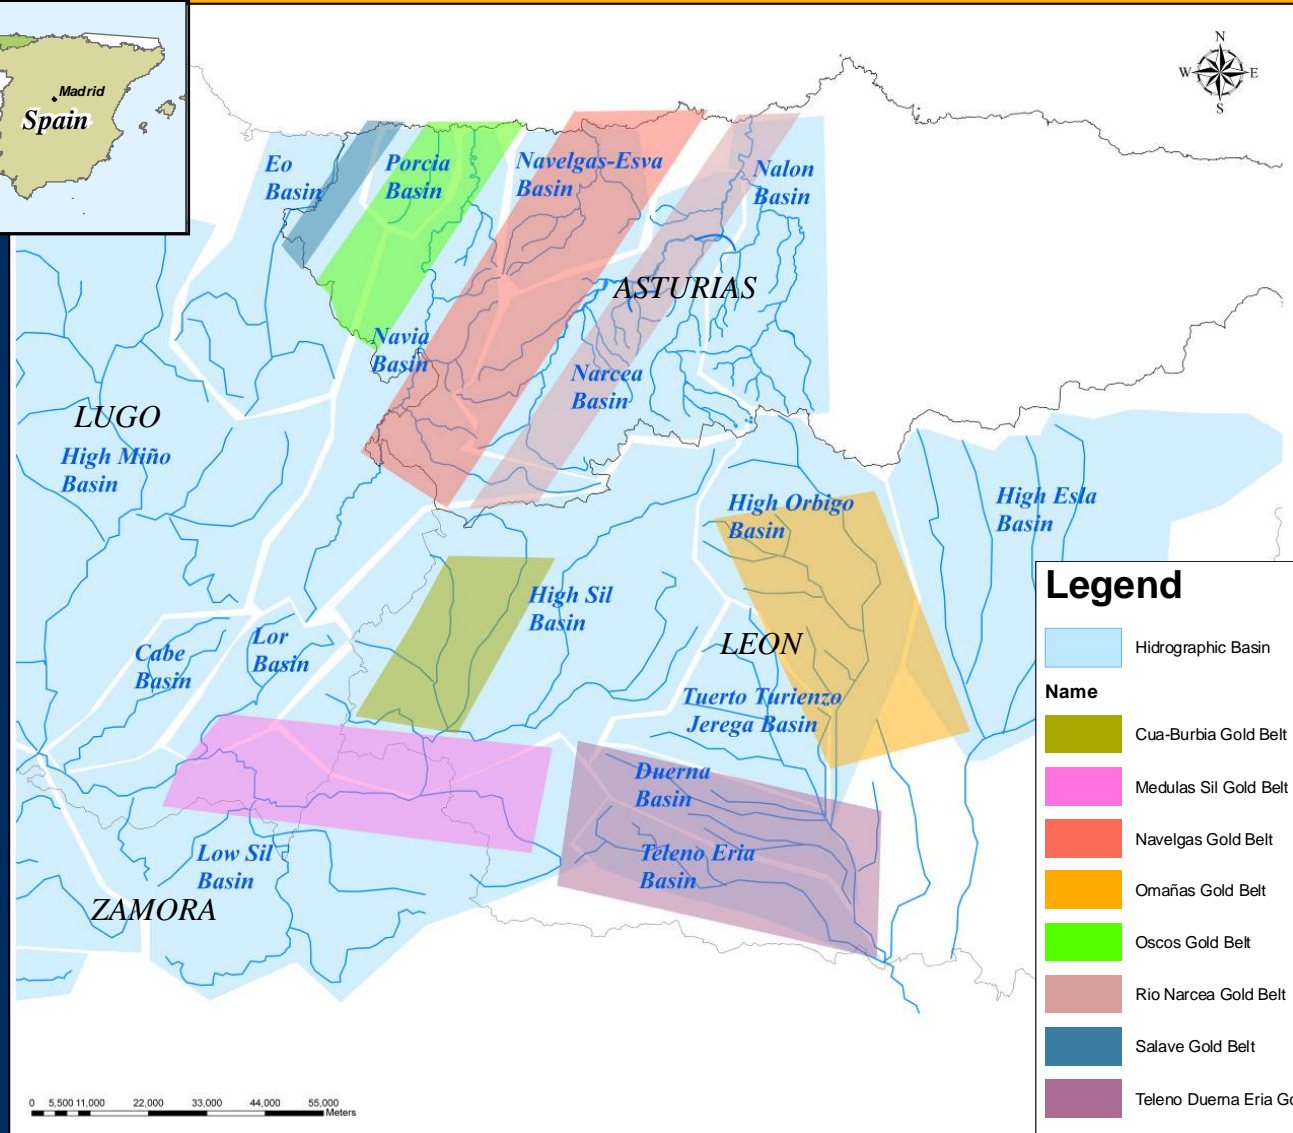 Madrid
Spain
N
W
E
S
Eo
Basin
Porcia
Basin
Navelgas-Esva
Basin
Nalon
Basin
ASTURIAS
Navia
Basin
Narcea
Basin
LUGO
High Miño
Basin
High Orbigo
Basin
High Esla
Basin
High Sil
Basin
Lor
Basin
Cabe
Basin
LEON
Tuerto Turienzo
Jerega Basin
Duerna
Basin
Teleno Eria
Basin
Low Sil
Basin
ZAMORA
Legend
Hidrographic Basin
Name
Cua-Burbia Gold Belt
Medulas Sil Gold Belt
Navelgas Gold Belt
Omañas Gold Belt
Oscos Gold Belt
Rio Narcea Gold Belt
Salave Gold Belt
Teleno Duerna Eria
0 5,500 11,000 22,000 33,000 44,000 55,000
Meters